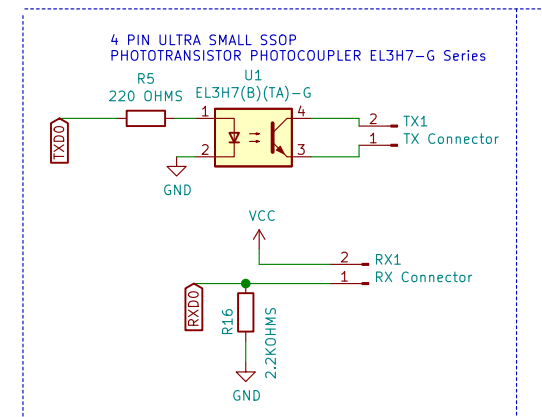 4 PIN ULTRA SMALL SSOP
PHOTOTRANSISTOR PHOTOCOUPLER EL3H7-G Series
R5
220 OHMS
U1
EL3H7(B)(TA)-G
TXD0
1
2
4
3
2
1
TX1
TX Connector
GND
VCC
2
1
RX1
RX Connector
RXD0
R16
2.2KOHMS
GND